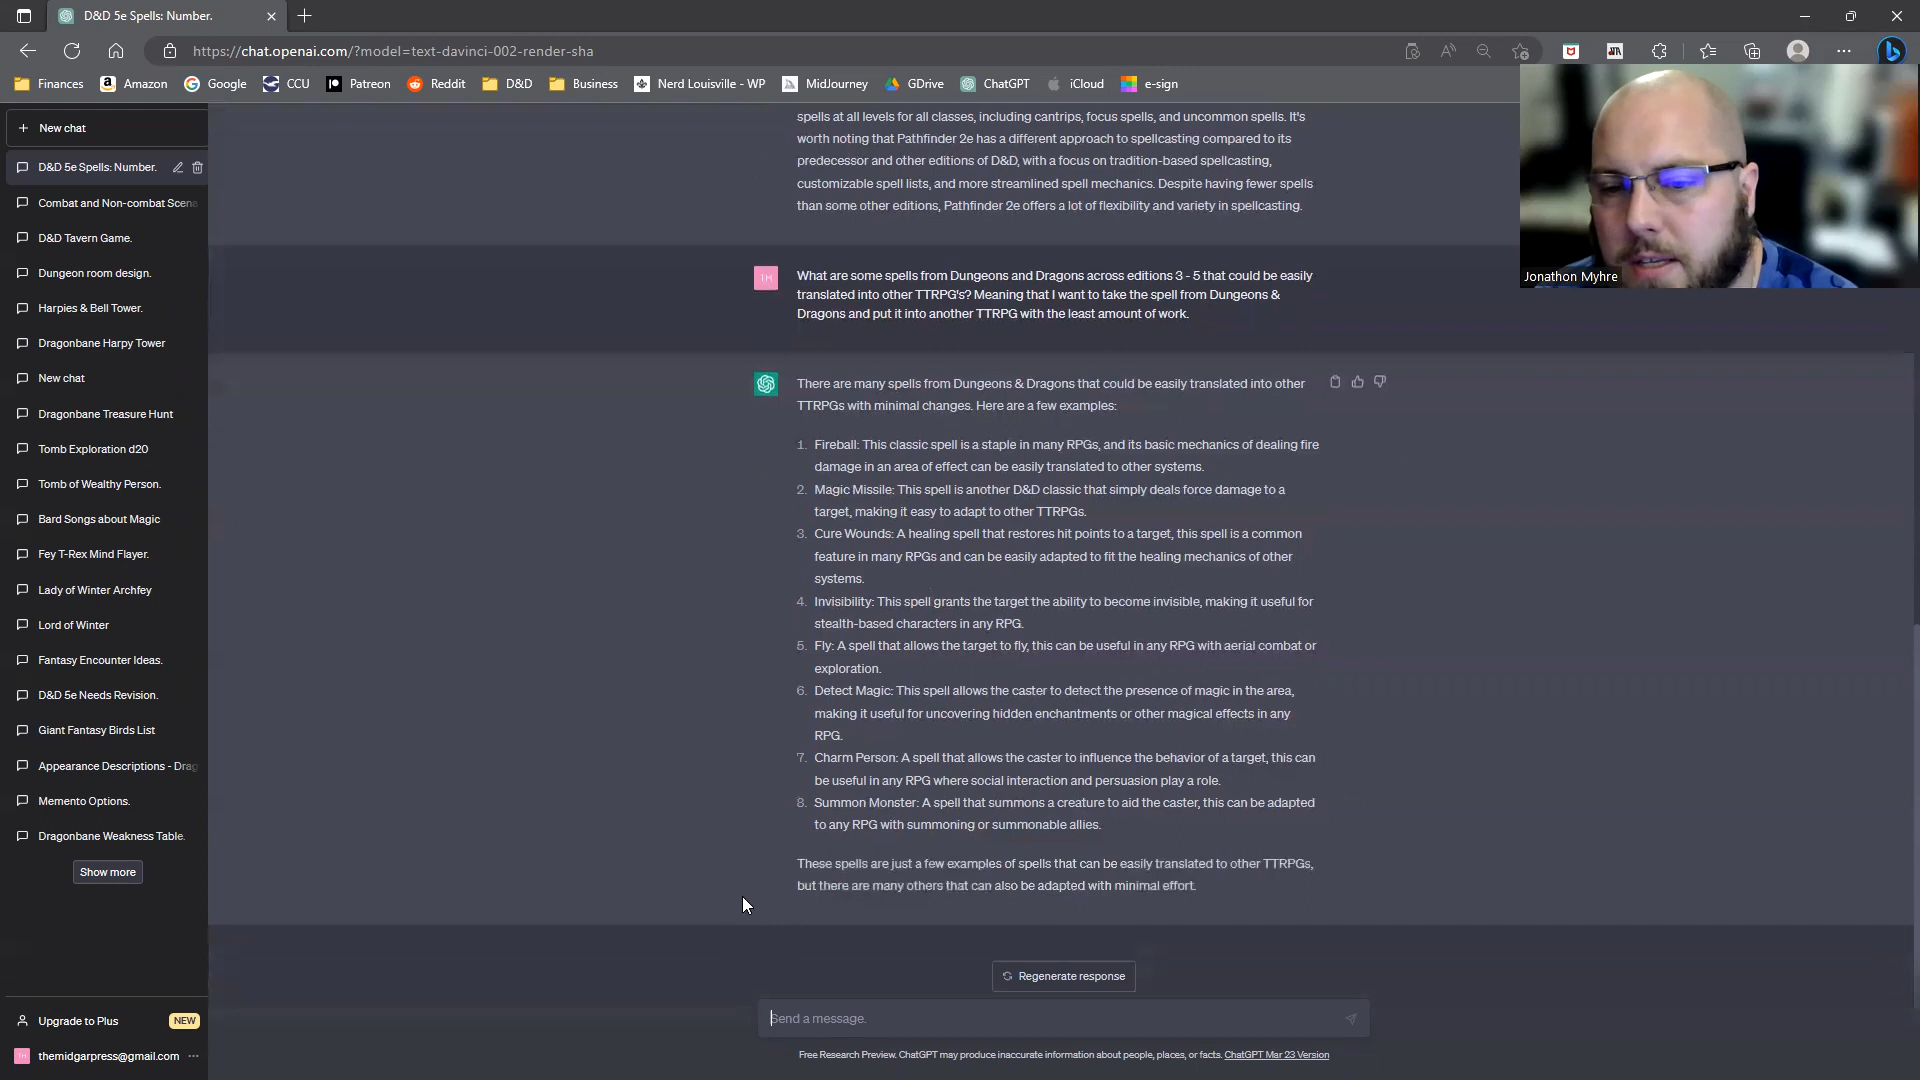 D&D 5e Spells: Number.
https://chat.openai.com/?model=text-davinci-002-render-sha
Finances
Amazon
Google
CCU
Patreon
Reddit
D&D
Business
Nerd Louisville - WP
MidJourney
GDrive
ChatGPT
iCloud
e-sign
New chat
D&D 5e Spells: Number.
Combat and Non-combat Scena
D&D Tavern Game.
Dungeon room design.
Harpies & Bell Tower.
Dragonbane Harpy Tower
New chat
Dragonbane Treasure Hunt
Tomb Exploration d20
Tomb of Wealthy Person.
Bard Songs about Magic
Fey T-Rex Mind Flayer.
Lady of Winter Archfey
Lord of Winter
Fantasy Encounter Ideas.
D&D 5e Needs Revision.
Giant Fantasy Birds List
Appearance Descriptions - Drag
Memento Options.
Dragonbane Weakness Table.
Show more
Upgrade to Plus
NEW
themidgarpress@gmail.com
spells at all levels for all classes, including cantrips, focus spells, and uncommon spells. It's
worth noting that Pathfinder 2e has a different approach to spellcasting compared to its
predecessor and other editions of D&D, with a focus on tradition-based spellcasting,
customizable spell lists, and more streamlined spell mechanics. Despite having fewer spells
than some other editions, Pathfinder 2e offers a lot of flexibility and variety in spellcasting.
TH
What are some spells from Dungeons and Dragons across editions 3 - 5 that could be easily
translated into other TTRPG's? Meaning that I want to take the spell from Dungeons &
Dragons and put it into another TTRPG with the least amount of work.
There are many spells from Dungeons & Dragons that could be easily translated into other
TTRPGs with minimal changes. Here are a few examples:
1. Fireball: This classic spell is a staple in many RPGs, and its basic mechanics of dealing fire
damage in an area of effect can be easily translated to other systems.
2. Magic Missile: This spell is another D&D classic that simply deals force damage to a
target, making it easy to adapt to other TTRPGs.
3. Cure Wounds: A healing spell that restores hit points to a target, this spell is a common
feature in many RPGs and can be easily adapted to fit the healing mechanics of other
systems.
4. Invisibility: This spell grants the target the ability to become invisible, making it useful for
stealth-based characters in any RPG.
5. Fly: A spell that allows the target to fly, this can be useful in any RPG with aerial combat or
exploration.
6. Detect Magic: This spell allows the caster to detect the presence of magic in the area,
making it useful for uncovering hidden enchantments or other magical effects in any
RPG.
7. Charm Person: A spell that allows the caster to influence the behavior of a target, this can
be useful in any RPG where social interaction and persuasion play a role.
8. Summon Monster: A spell that summons a creature to aid the caster, this can be adapted
to any RPG with summoning or summonable allies.
These spells are just a few examples of spells that can be easily translated to other TTRPGs,
but there are many others that can also be adapted with minimal effort.
Regenerate response
Send a message.
Free Research Preview. ChatGPT may produce inaccurate information about people, places, or facts. ChatGPT Mar 23 Version
Jonathon Myhre